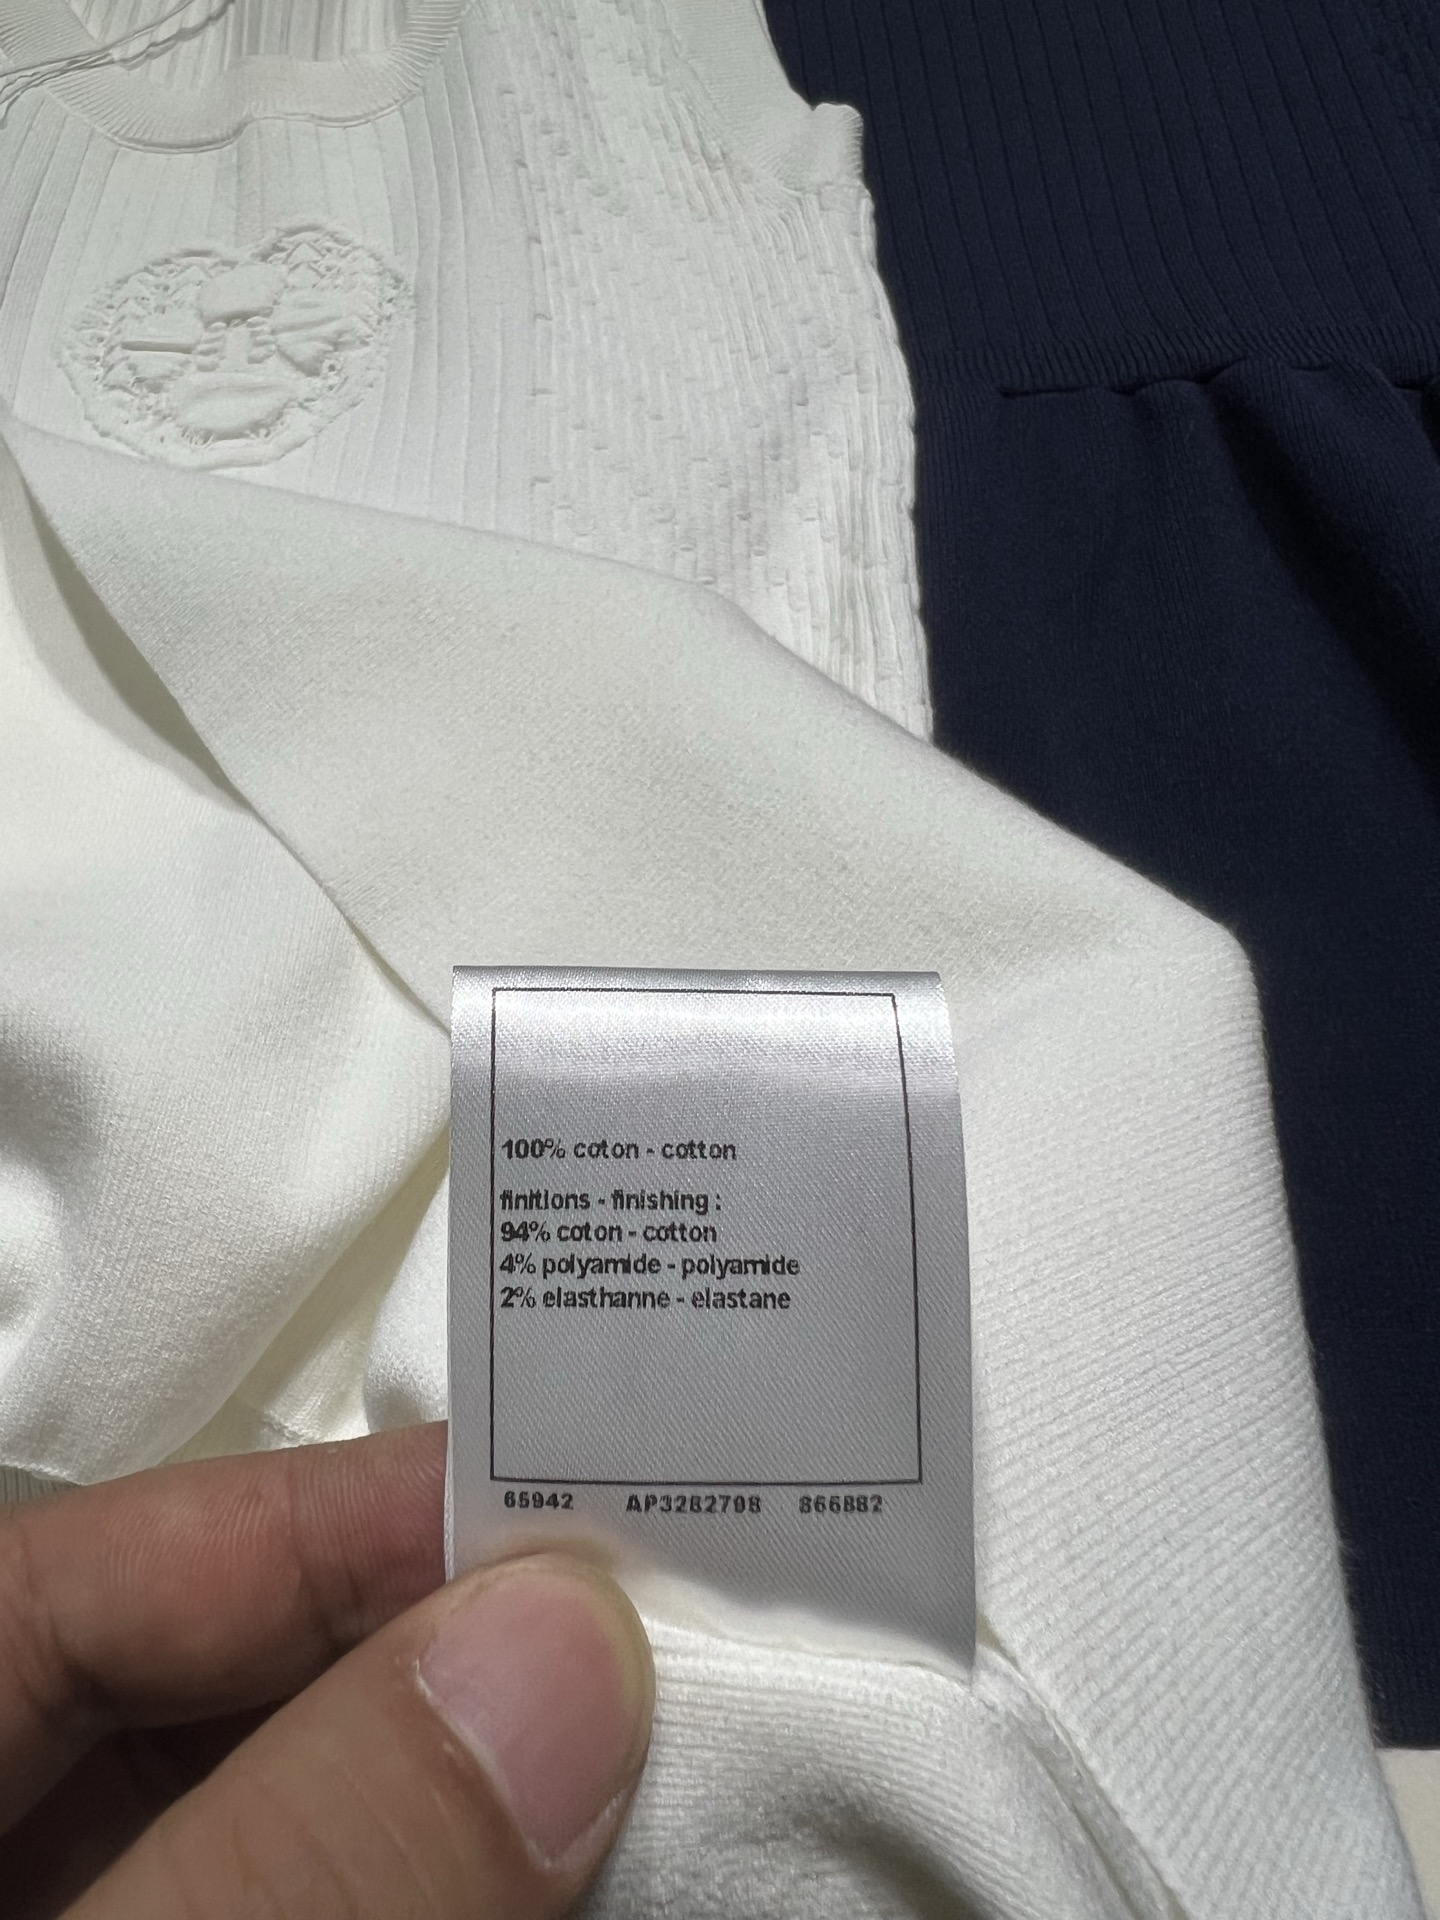 100% coton - cotton
finitions - finishing :
94% coton - cotton
4% polyamide - polyamide
2% elasthanne - elastane
65942 AP3282708 866882